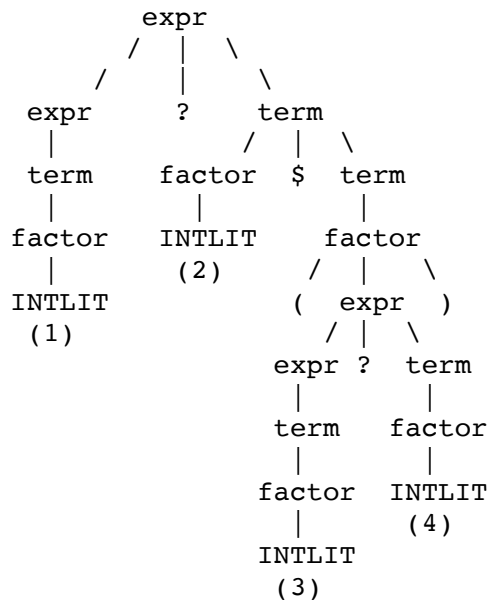 expr
/ | \
/ | \
expr ? term
| / | \
term factor $ term
| | |
factor INTLIT factor
| (2) / | \
INTLIT ( expr )
(1) / | \
expr ? term
| |
term factor
| |
factor INTLIT
| (4)
INTLIT
(3)